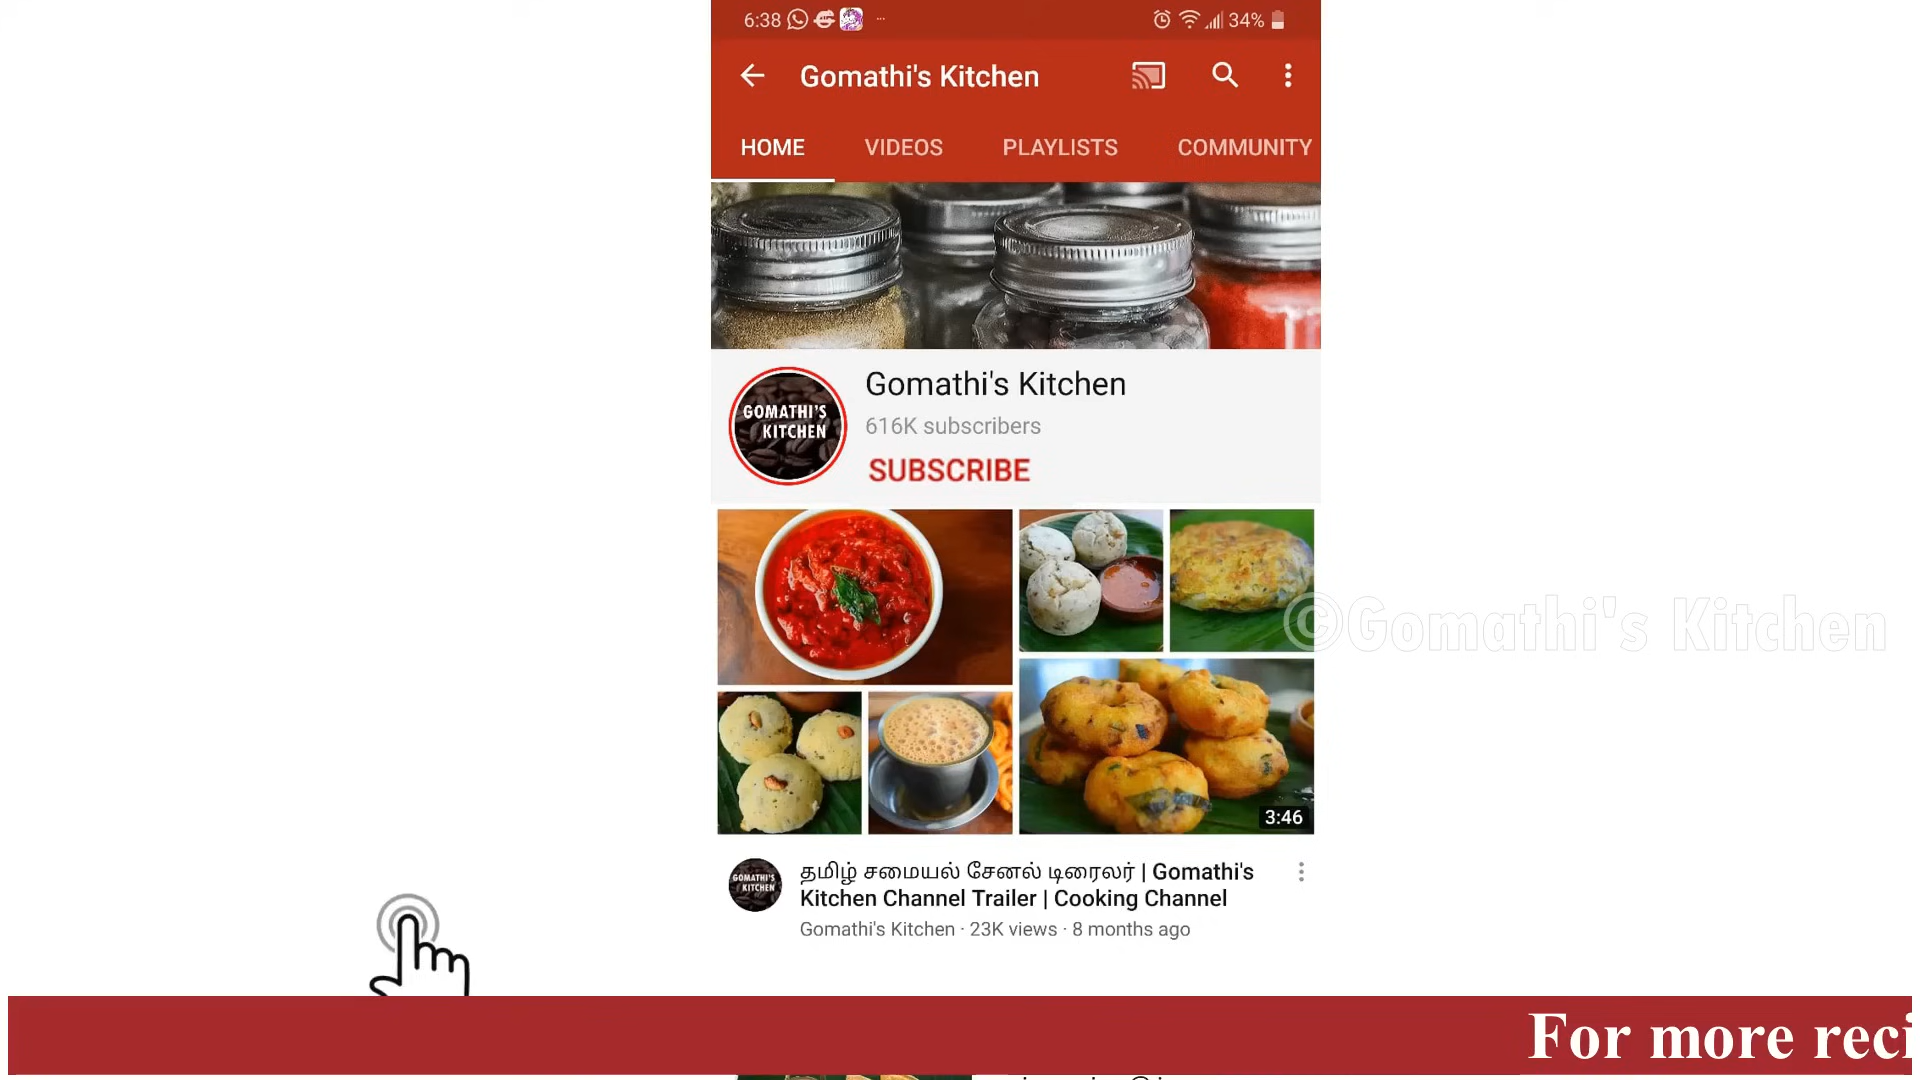 6:38
34%
Gomathi's Kitchen
HOME VIDEOS PLAYLISTS COMMUNITY
Gomathi's Kitchen
616K subscribers
GOMATHI'S
KITCHEN
SUBSCRIBE
©Gomathi's Kitchen
3:46
GOMATHI'S
KITCHEN
தமிழ் சமையல் சேனல் டிரைலர் | Gomathi's
Kitchen Channel Trailer | Cooking Channel
Gomathi's Kitchen · 23K views · 8 months ago
For more reci